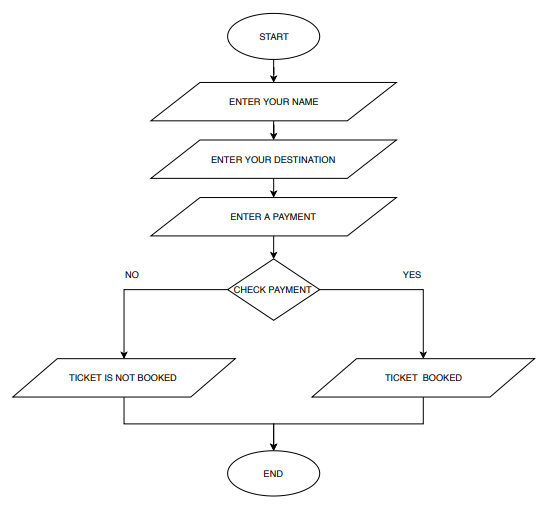 START
ENTER YOUR NAME
ENTER YOUR DESTINATION
ENTER A PAYMENT
NO
YES
CHECK PAYMENT
TICKET IS NOT BOOKED
TICKET BOOKED
END